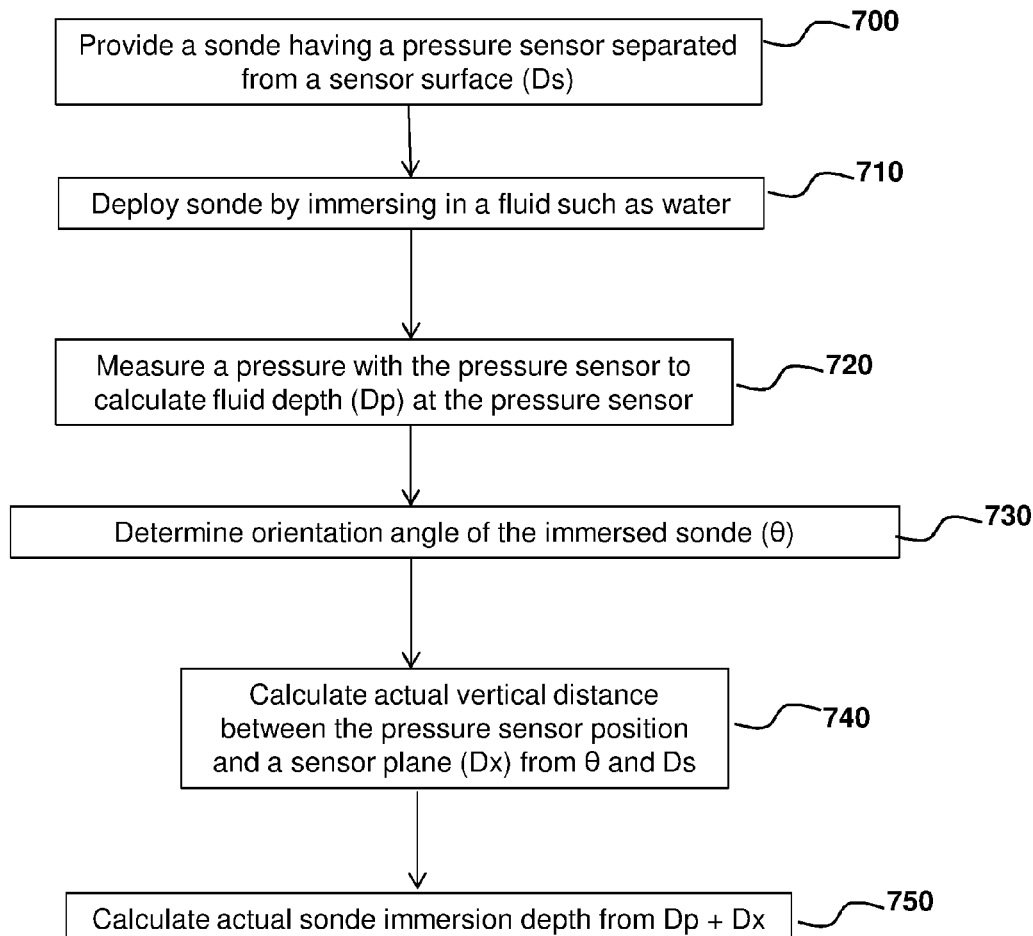 700
Provide a sonde having a pressure sensor separated
from a sensor surface (Ds)
710
Deploy sonde by immersing in a fluid such as water
Measure a pressure with the pressure sensor to
calculate fluid depth (Dp) at the pressure sensor
720
Determine orientation angle of the immersed sonde (θ)
730
Calculate actual vertical distance
between the pressure sensor position
and a sensor plane (Dx) from θ and Ds
740
Calculate actual sonde immersion depth from Dp + Dx
750